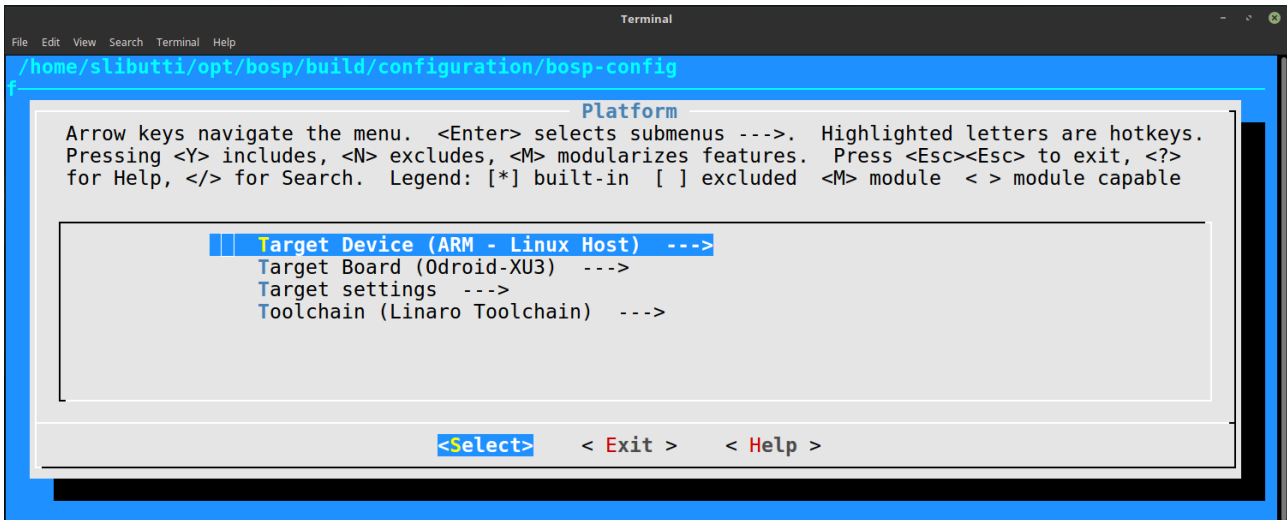 Terminal
File Edit View Search Terminal Help
/home/slibutti/opt/bosp/build/configuration/bosp-config
f
Platform
Arrow keys navigate the menu.  <Enter> selects submenus --->.  Highlighted letters are hotkeys.
Pressing <Y> includes, <N> excludes, <M> modularizes features.  Press <Esc><Esc> to exit, <?>
for Help, </> for Search.  Legend: [*] built-in  [ ] excluded  <M> module  < > module capable
Target Device (ARM - Linux Host)  --->
Target Board (Odroid-XU3)  --->
Target settings  --->
Toolchain (Linaro Toolchain)  --->
<Select>    < Exit >    < Help >